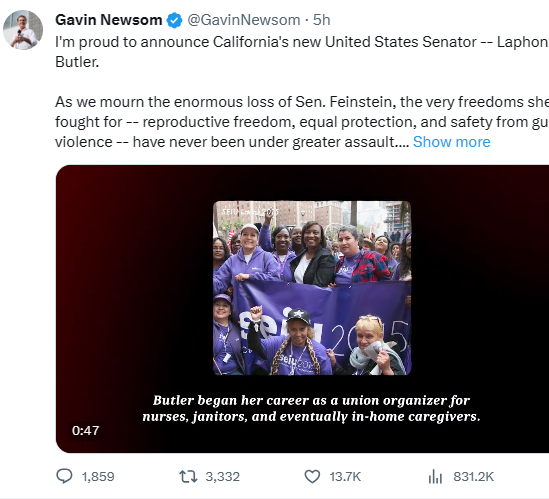 Gavin Newsom @GavinNewsom · 5h
I'm proud to announce California's new United States Senator -- Laphon
Butler.
As we mourn the enormous loss of Sen. Feinstein, the very freedoms she
fought for -- reproductive freedom, equal protection, and safety from gu
violence -- have never been under greater assault.... Show more
seiu 2015
seiu
Butler began her career as a union organizer for
nurses, janitors, and eventually in-home caregivers.
0:47
1,859 3,332 13.7K 831.2K